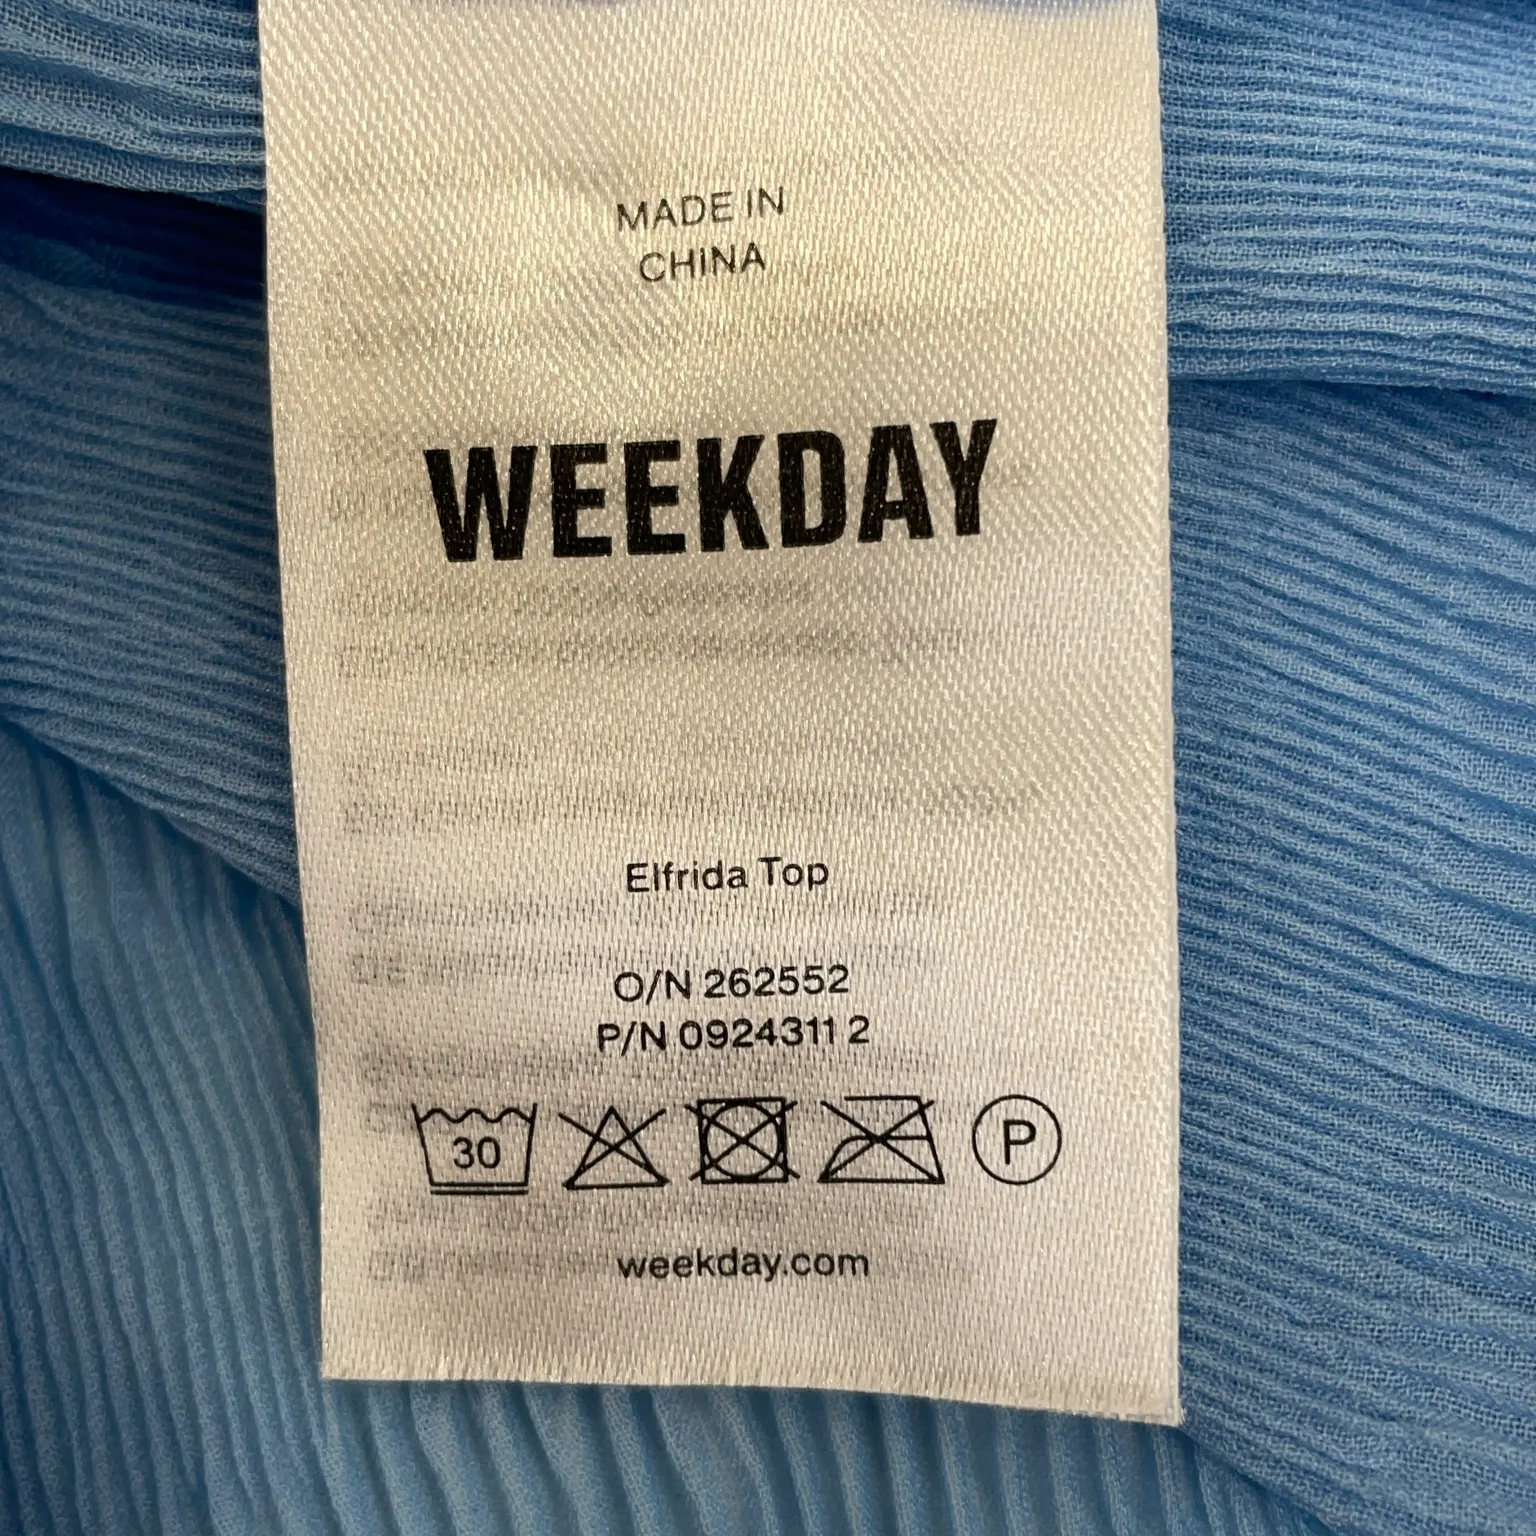 MADE IN
CHINA
WEEKDAY
Elfrida Top
O/N 262552
P/N 0924311 2
30
P
weekday.com